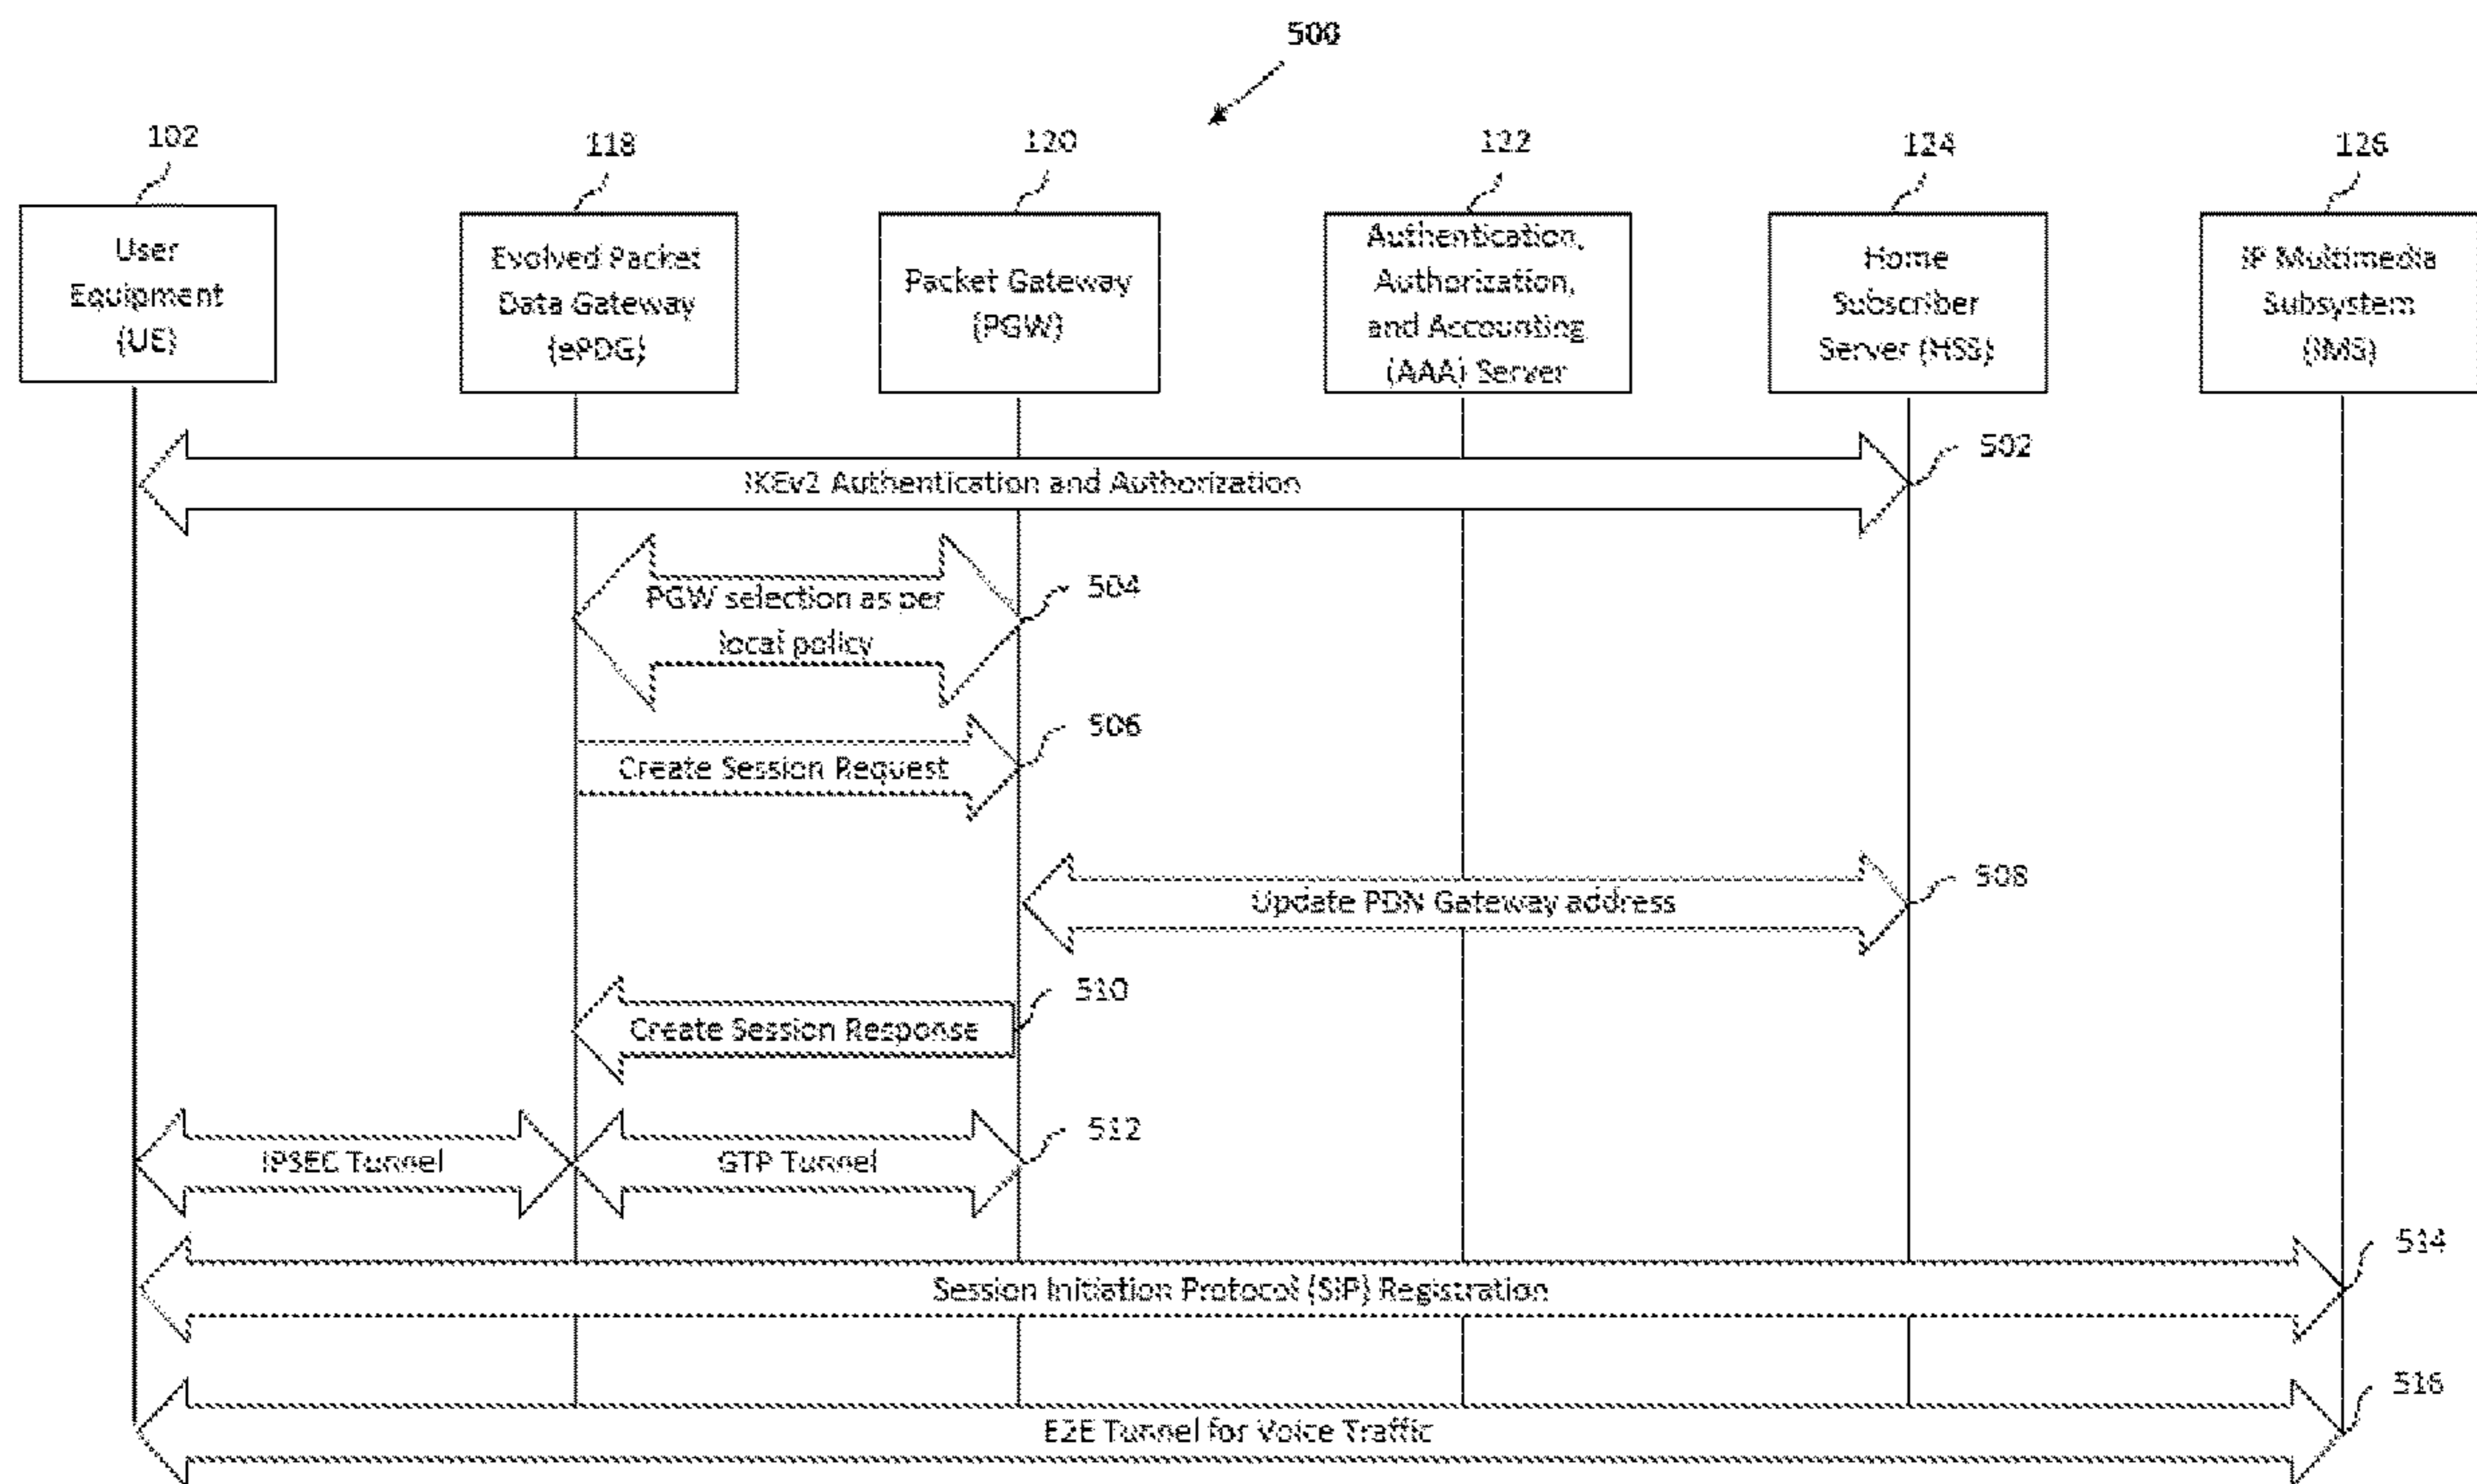 500
102
118
120
122
124
126
User
Equipment
(UE)
Evolved Packet
Data Gateway
(ePDG)
Packet Gateway
(PGW)
Authentication,
Authorization,
and Accounting
(AAA) Server
Home
Subscriber
Server (HSS)
IP Multimedia
Subsystem
(IMS)
502
IKEv2 Authentication and Authorization
504
PGW selection as per
local policy
506
Create Session Request
508
Update PDN Gateway address
510
Create Session Response
512
IPSEC Tunnel
GTP Tunnel
514
Session Initiation Protocol (SIP) Registration
516
E2E Tunnel for Voice Traffic